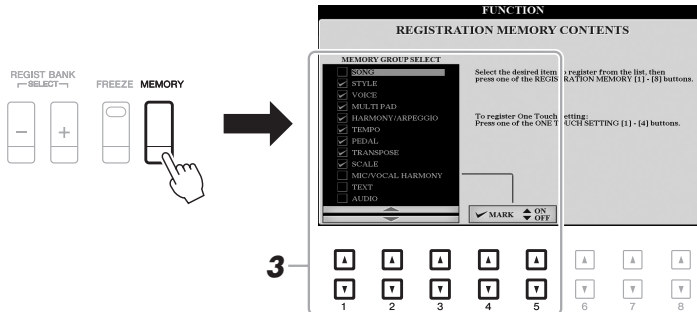 FUNCTION
REGISTRATION MEMORY CONTENTS
REGIST BANK
SELECT
FREEZE
MEMORY
MEMORY GROUP SELECT
SONG
STYLE
VOICE
MULTI PAD
HARMONY/ARPEGGIO
TEMPO
PEDAL
TRANSPOSE
SCALE
MIC/VOCAL HARMONY
TEXT
AUDIO
Select the desired item to register from the list, then
press one of the REGISTRATION MEMORY [1] - [8] buttons.
To register One Touch Setting:
Press one of the ONE TOUCH SETTING [1] - [4] buttons.
MARK
ON
OFF
3
1 2 3 4 5 6 7 8